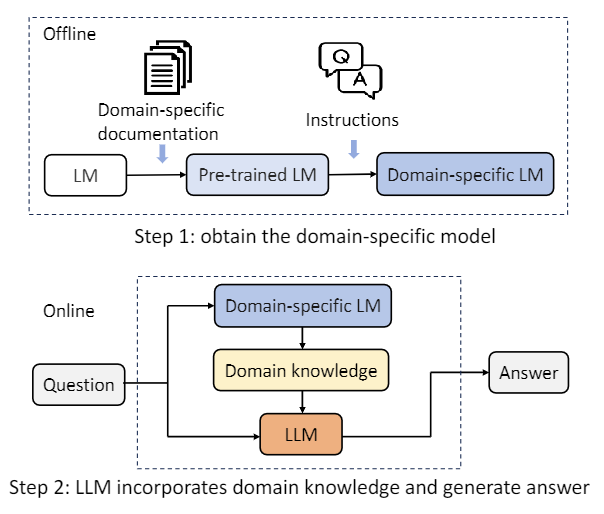 Offline
Q
A
Domain-specific
documentation
Instructions
LM
Pre-trained LM
Domain-specific LM
Step 1: obtain the domain-specific model
Online
Domain-specific LM
Domain knowledge
Question
Answer
LLM
Step 2: LLM incorporates domain knowledge and generate answer